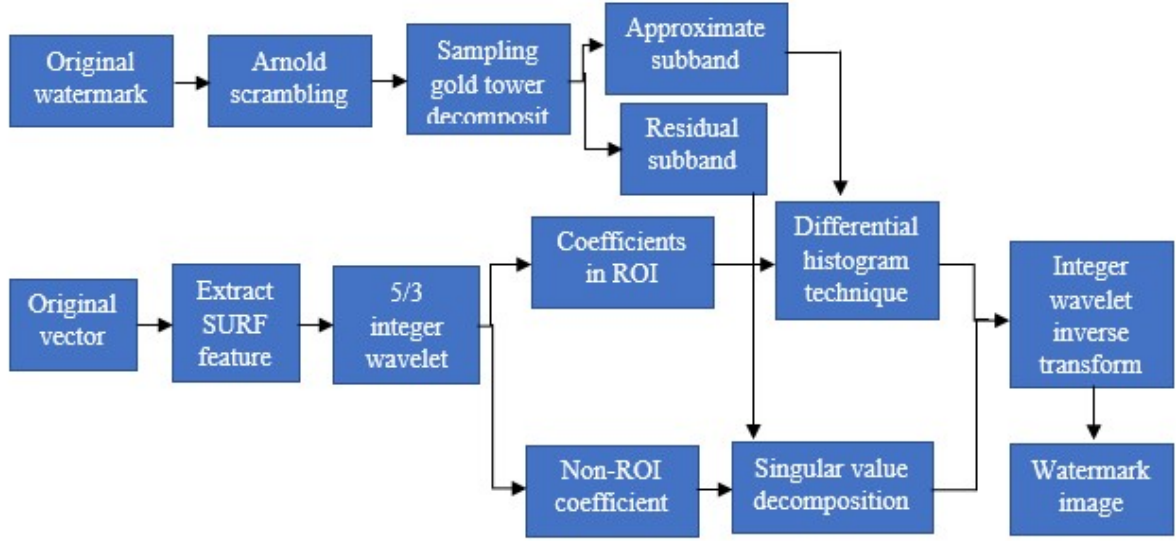 Original
watermark
Arnold
scrambling
Sampling
gold tower
decomposit
Approximate
subband
Residual
subband
Original
vector
Extract
SURF
feature
5/3
integer
wavelet
Coefficients
in ROI
Non-ROI
coefficient
Differential
histogram
technique
Singular value
decomposition
Integer
wavelet
inverse
transform
Watermark
image